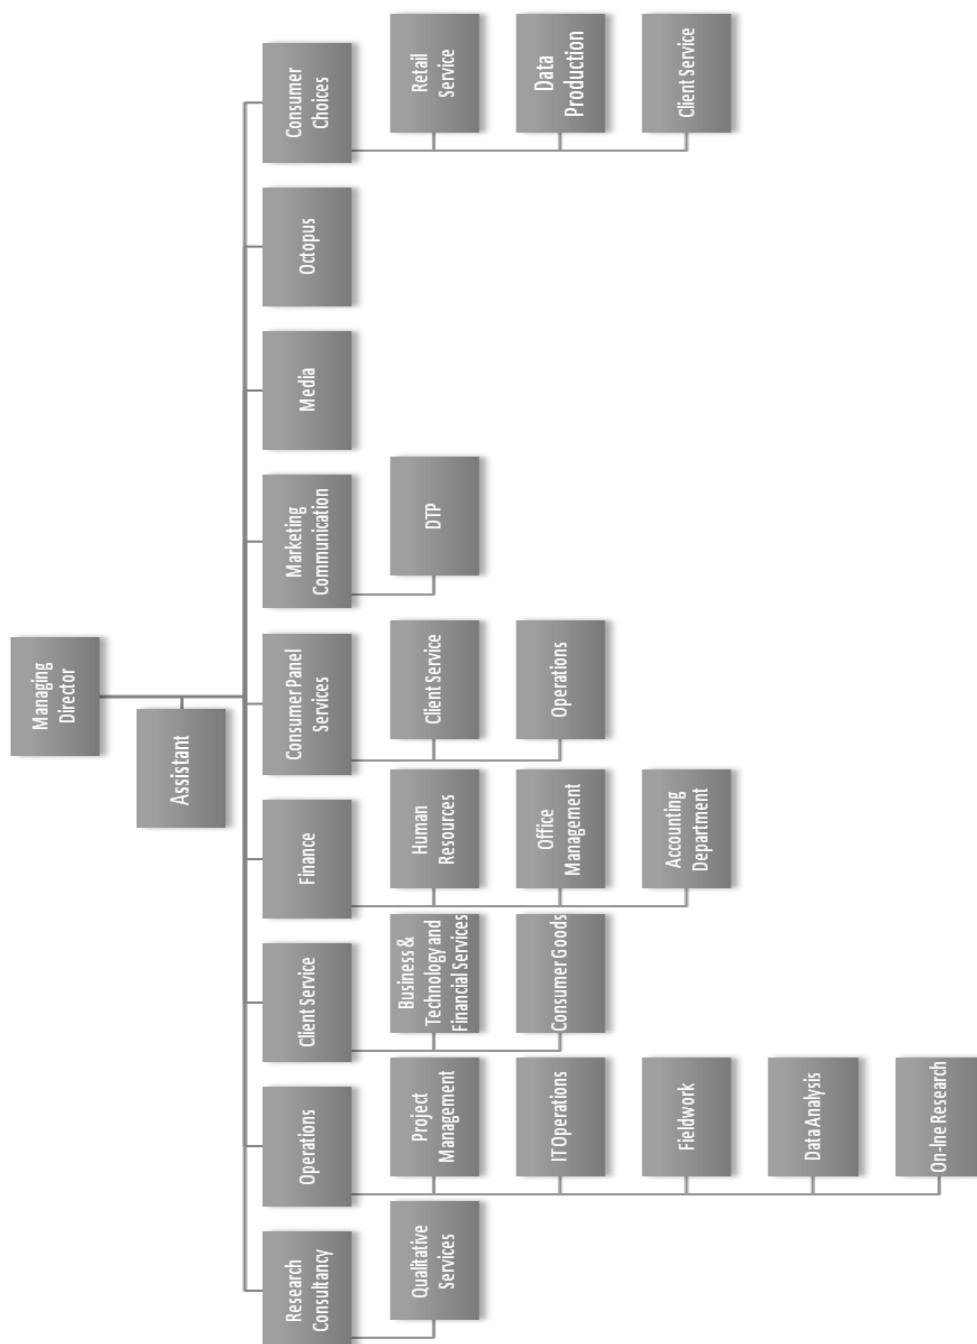 Managing
Director
Assistant
Research
Consultancy
Operations
Client Service
Finance
Consumer Panel
Services
Marketing
Communication
Media
Octopus
Consumer
Choices
Qualitative
Services
Project
Management
IT Operations
Fieldwork
Data Analysis
On-lne Research
Business &
Technology and
Financial Services
Consumer Goods
Human
Resources
Office
Management
Accounting
Department
Client Service
Operations
DTP
Retail
Service
Data
Production
Client Service